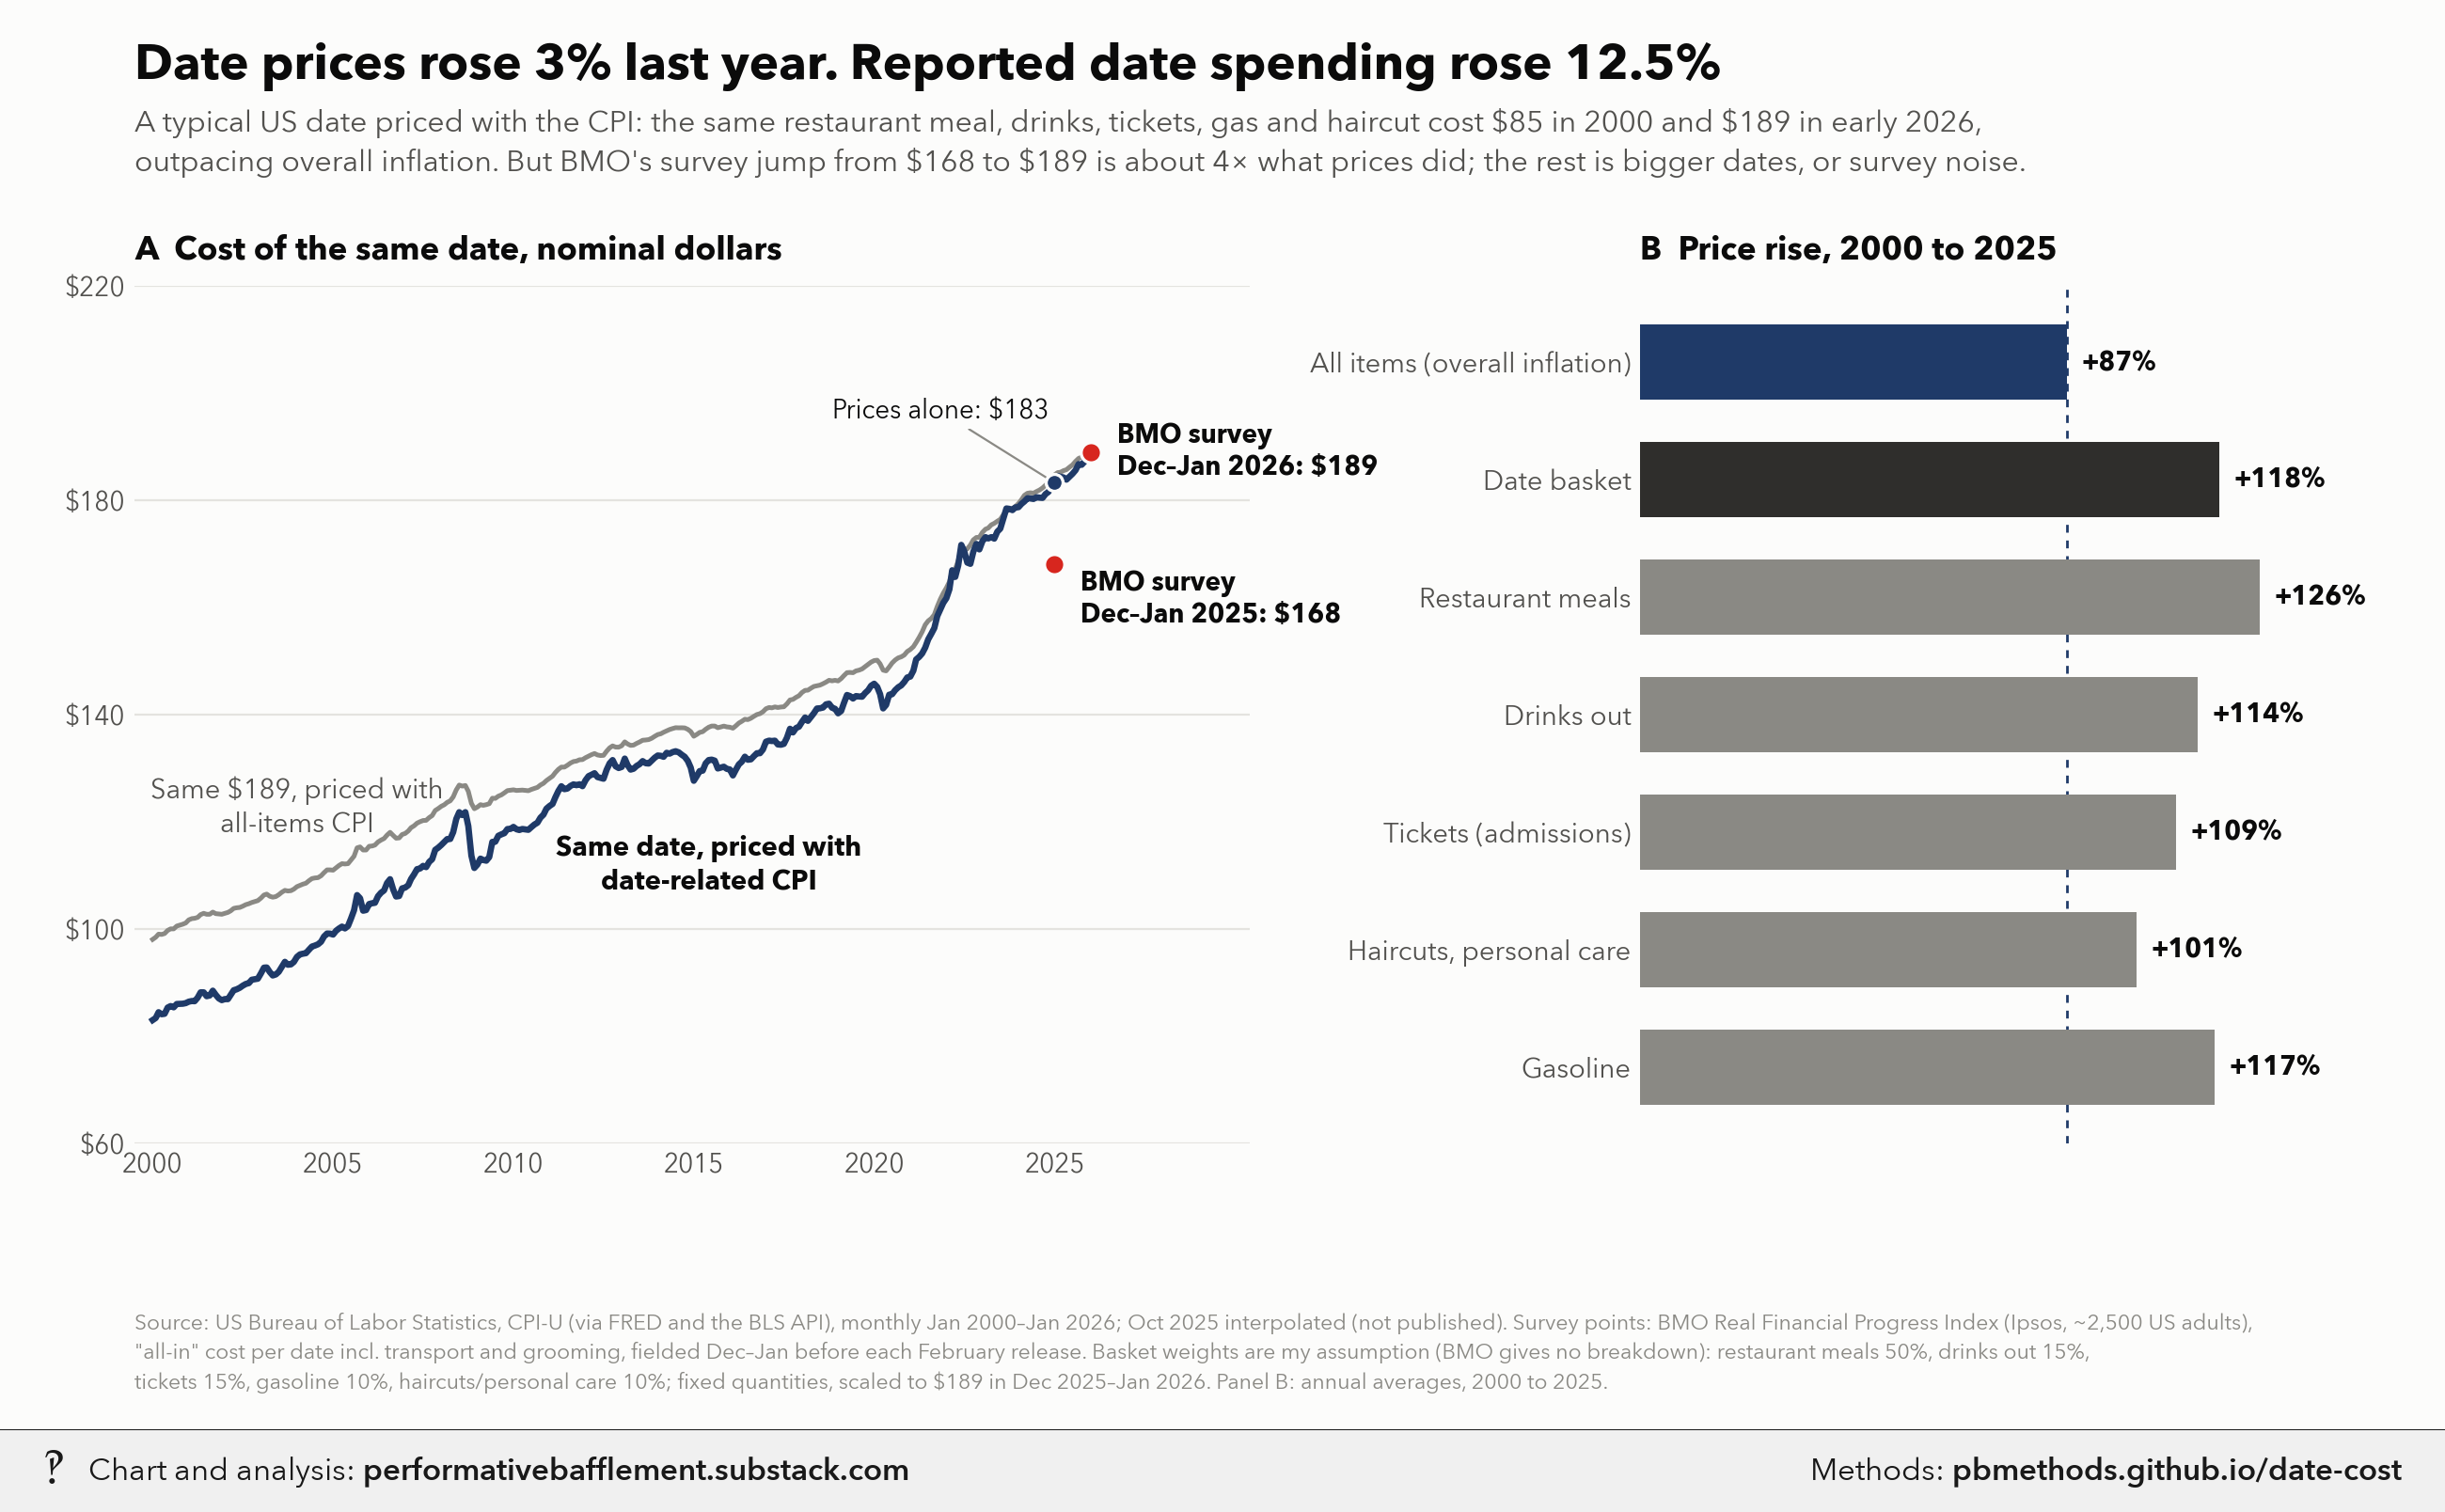 Date prices rose 3% last year. Reported date spending rose 12.5%
A typical US date priced with the CPI: the same restaurant meal, drinks, tickets, gas and haircut cost $85 in 2000 and $189 in early 2026,
outpacing overall inflation. But BMO's survey jump from $168 to $189 is about 4× what prices did; the rest is bigger dates, or survey noise.
A Cost of the same date, nominal dollars
$220
$180
$140
$100
$60
2000
2005
2010
2015
2020
2025
Prices alone: $183
BMO survey
Dec–Jan 2026: $189
BMO survey
Dec–Jan 2025: $168
Same $189, priced with
all-items CPI
Same date, priced with
date-related CPI
B Price rise, 2000 to 2025
All items (overall inflation)
+87%
Date basket
+118%
Restaurant meals
+126%
Drinks out
+114%
Tickets (admissions)
+109%
Haircuts, personal care
+101%
Gasoline
+117%
Source: US Bureau of Labor Statistics, CPI-U (via FRED and the BLS API), monthly Jan 2000–Jan 2026; Oct 2025 interpolated (not published). Survey points: BMO Real Financial Progress Index (Ipsos, ~2,500 US adults),
"all-in" cost per date incl. transport and grooming, fielded Dec–Jan before each February release. Basket weights are my assumption (BMO gives no breakdown): restaurant meals 50%, drinks out 15%,
tickets 15%, gasoline 10%, haircuts/personal care 10%; fixed quantities, scaled to $189 in Dec 2025–Jan 2026. Panel B: annual averages, 2000 to 2025.
‽ Chart and analysis: performativebafflement.substack.com
Methods: pbmethods.github.io/date-cost